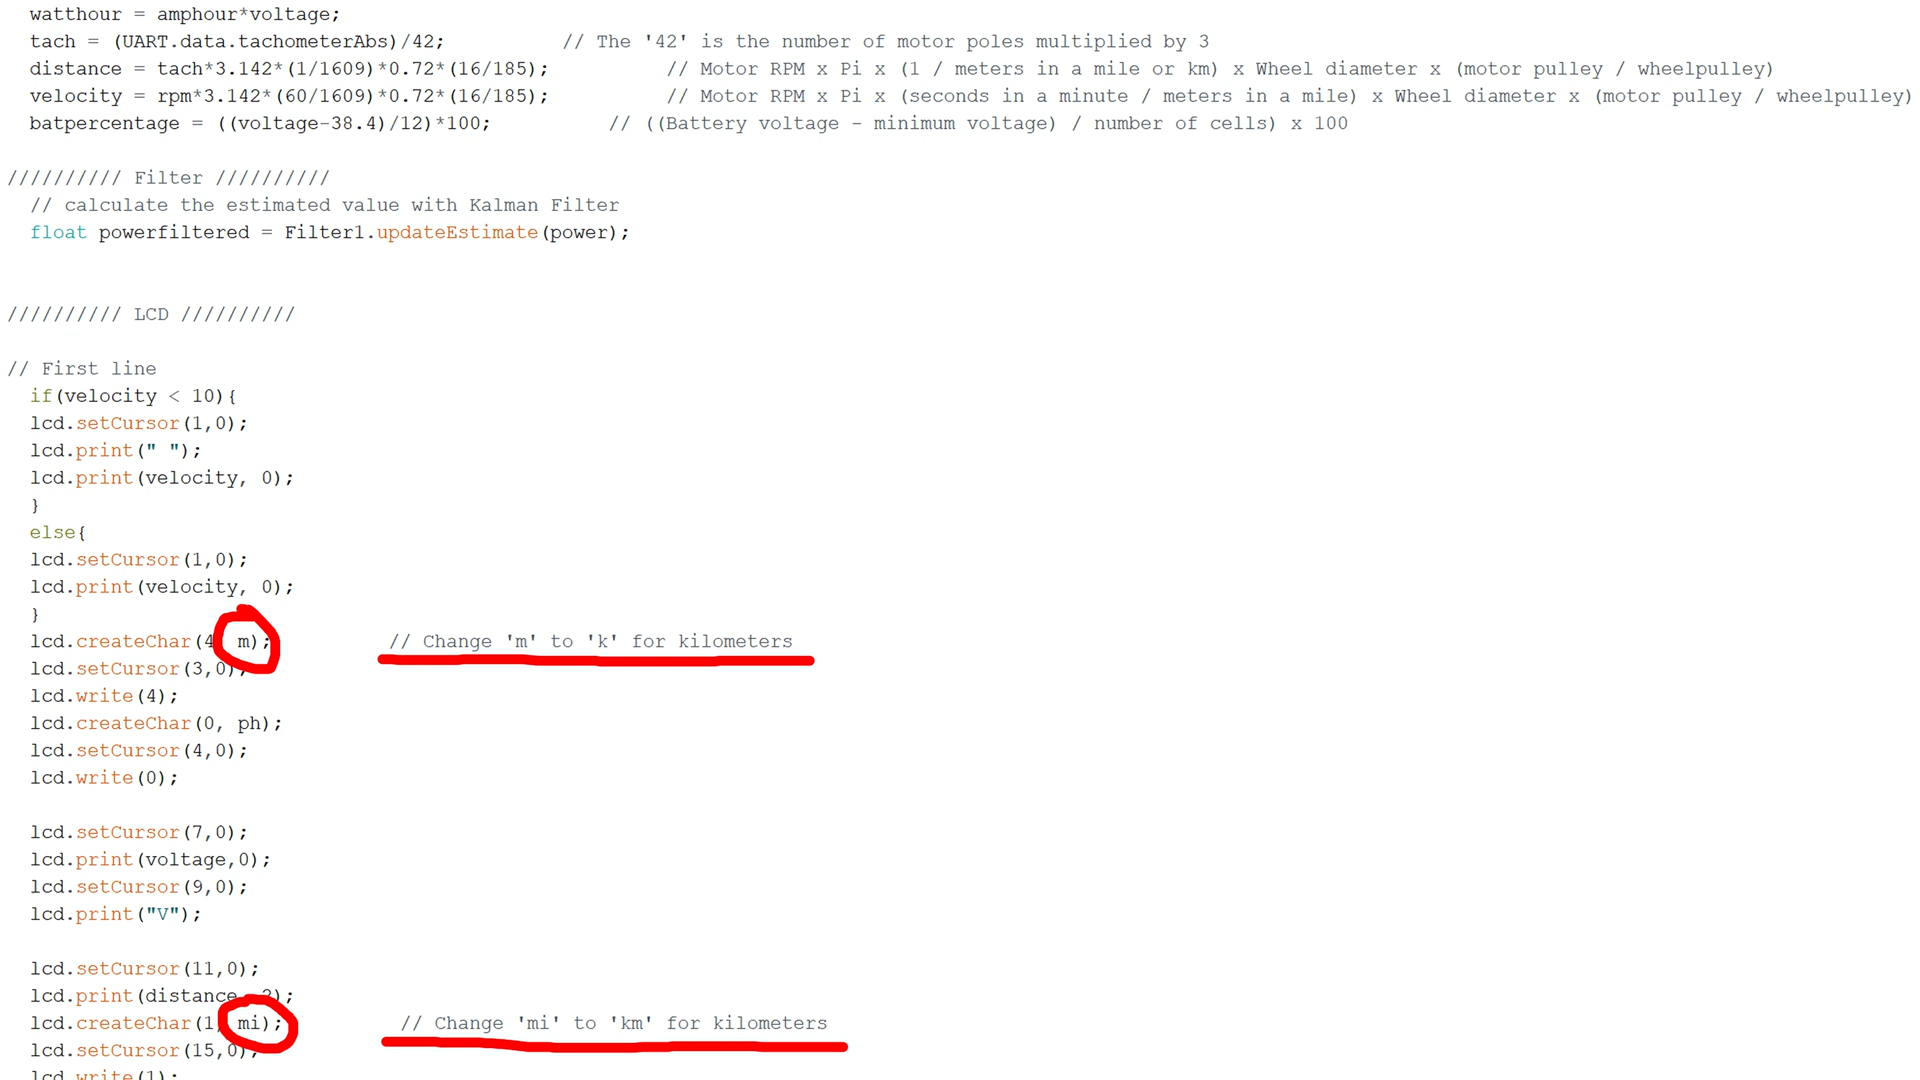 watthour = amphour*voltage;
tach = (UART.data.tachometerAbs)/42; // The '42' is the number of motor poles multiplied by 3
distance = tach*3.142*(1/1609)*0.72*(16/185); // Motor RPM x Pi x (1 / meters in a mile or km) x Wheel diameter x (motor pulley / wheelpulley)
velocity = rpm*3.142*(60/1609)*0.72*(16/185); // Motor RPM x Pi x (seconds in a minute / meters in a mile) x Wheel diameter x (motor pulley / wheelpulley)
batpercentage = ((voltage-38.4)/12)*100; // ((Battery voltage - minimum voltage) / number of cells) x 100
////////// Filter //////////
// calculate the estimated value with Kalman Filter
float powerfiltered = Filter1.updateEstimate(power);
////////// LCD //////////
// First line
if(velocity < 10){
lcd.setCursor(1,0);
lcd.print(" ");
lcd.print(velocity, 0);
}
else{
lcd.setCursor(1,0);
lcd.print(velocity, 0);
}
lcd.createChar(4, m); // Change 'm' to 'k' for kilometers
lcd.setCursor(3,0);
lcd.write(4);
lcd.createChar(0, ph);
lcd.setCursor(4,0);
lcd.write(0);
lcd.setCursor(7,0);
lcd.print(voltage,0);
lcd.setCursor(9,0);
lcd.print("V");
lcd.setCursor(11,0);
lcd.print(distance, 2);
lcd.createChar(1, mi); // Change 'mi' to 'km' for kilometers
lcd.setCursor(15,0);
lcd.write(1);